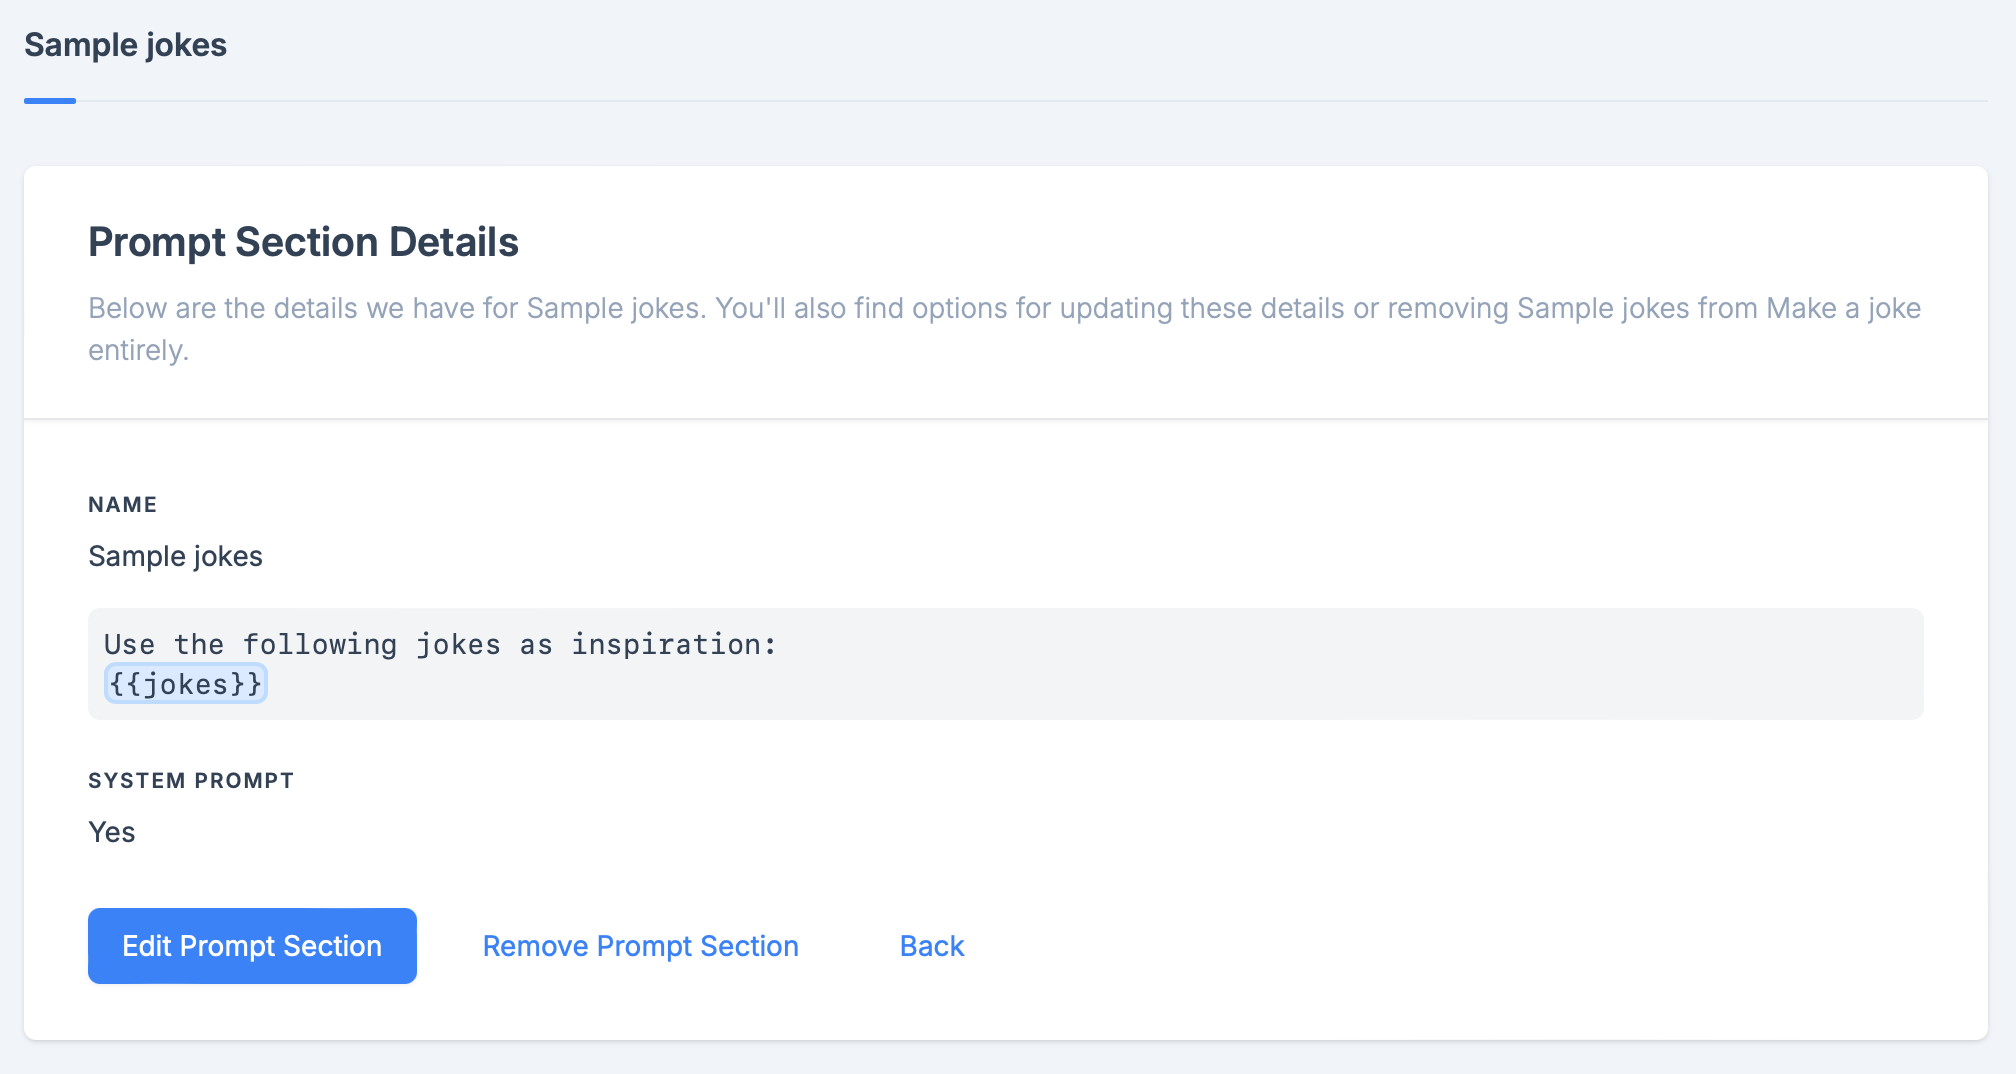 Sample jokes
Prompt Section Details
Below are the details we have for Sample jokes. You'll also find options for updating these details or removing Sample jokes from Make a joke
entirely.
NAME
Sample jokes
Use the following jokes as inspiration:
{{jokes}}
SYSTEM PROMPT
Yes
Edit Prompt Section Remove Prompt Section Back